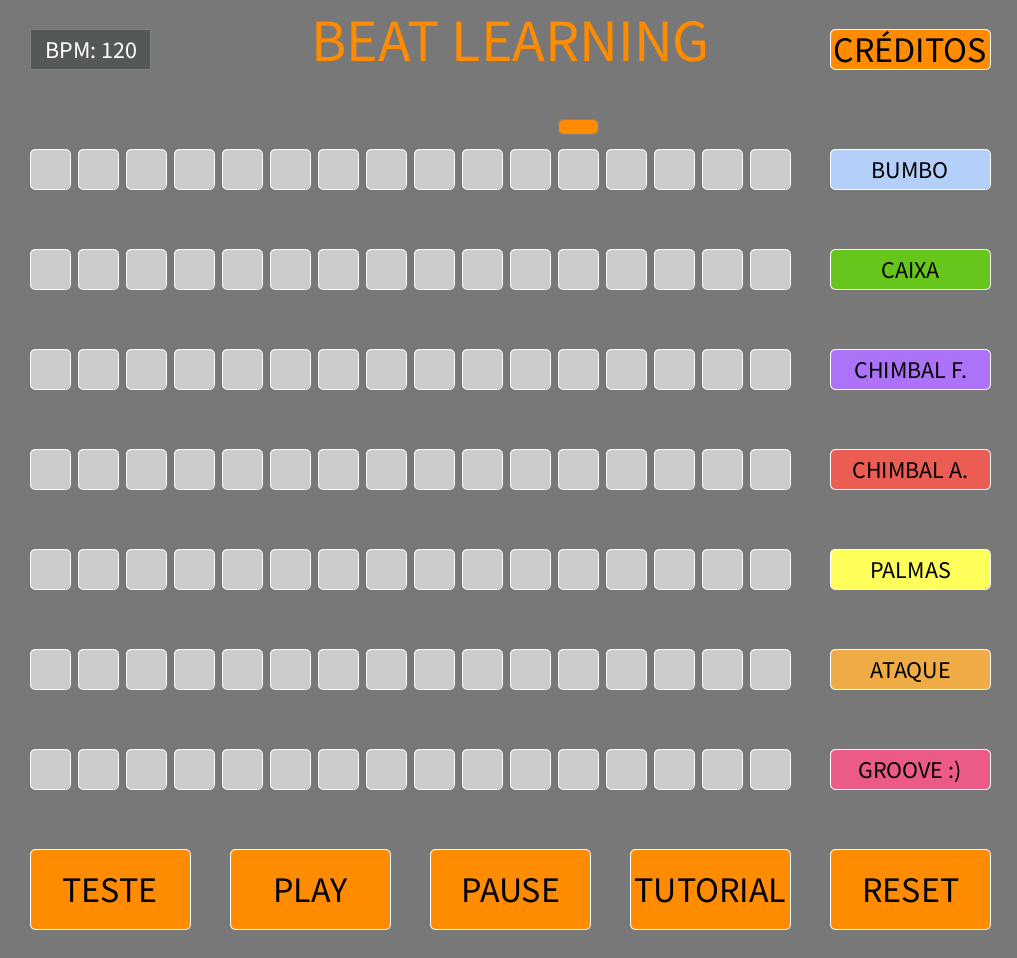 BPM: 120
BEAT LEARNING
CRÉDITOS
BUMBO
CAIXA
CHIMBAL F.
CHIMBAL A.
PALMAS
ATAQUE
GROOVE :)
TESTE
PLAY
PAUSE
TUTORIAL
RESET